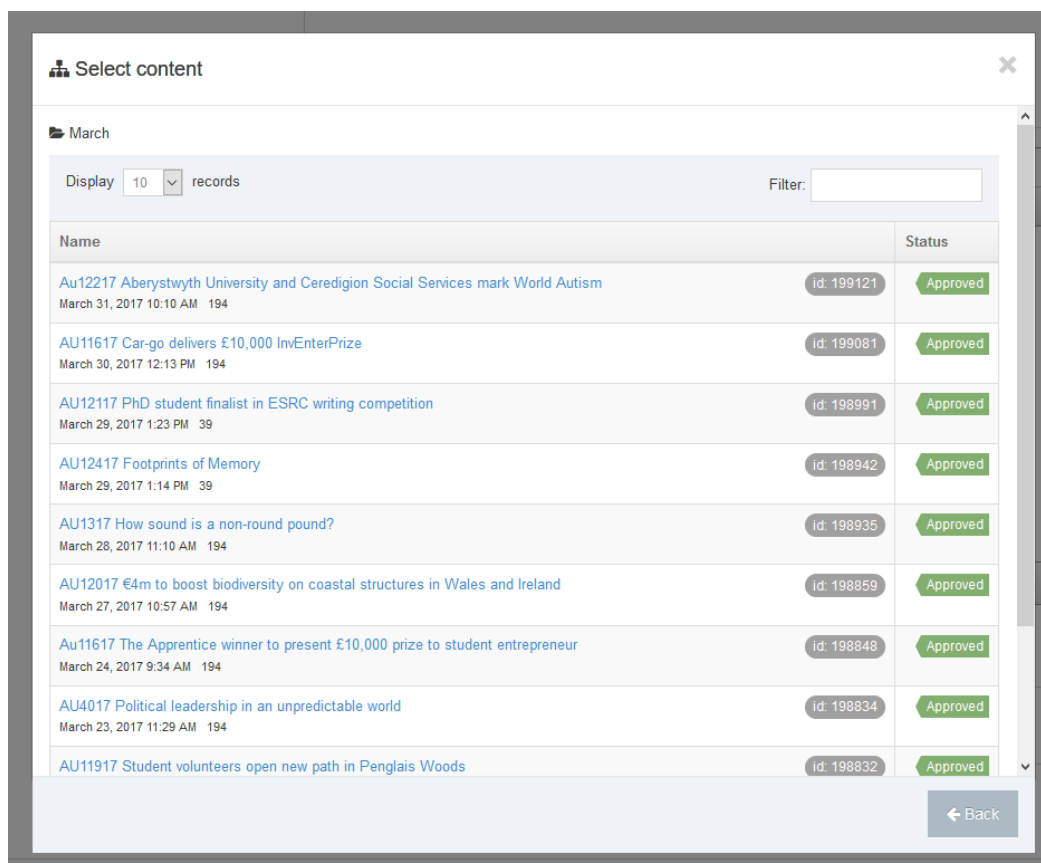 Select content
March
Display 10 records
Filter:
Name Status
Au12217 Aberystwyth University and Ceredigion Social Services mark World Autism id: 199121 Approved
March 31, 2017 10:10 AM 194
AU11617 Car-go delivers £10,000 InvEnterPrize id: 199081 Approved
March 30, 2017 12:13 PM 194
AU12117 PhD student finalist in ESRC writing competition id: 198991 Approved
March 29, 2017 1:23 PM 39
AU12417 Footprints of Memory id: 198942 Approved
March 29, 2017 1:14 PM 39
AU1317 How sound is a non-round pound? id: 198935 Approved
March 28, 2017 11:10 AM 194
AU12017 €4m to boost biodiversity on coastal structures in Wales and Ireland id: 198859 Approved
March 27, 2017 10:57 AM 194
Au11617 The Apprentice winner to present £10,000 prize to student entrepreneur id: 198848 Approved
March 24, 2017 9:34 AM 194
AU4017 Political leadership in an unpredictable world id: 198834 Approved
March 23, 2017 11:29 AM 194
AU11917 Student volunteers open new path in Penglais Woods id: 198832 Approved
Back